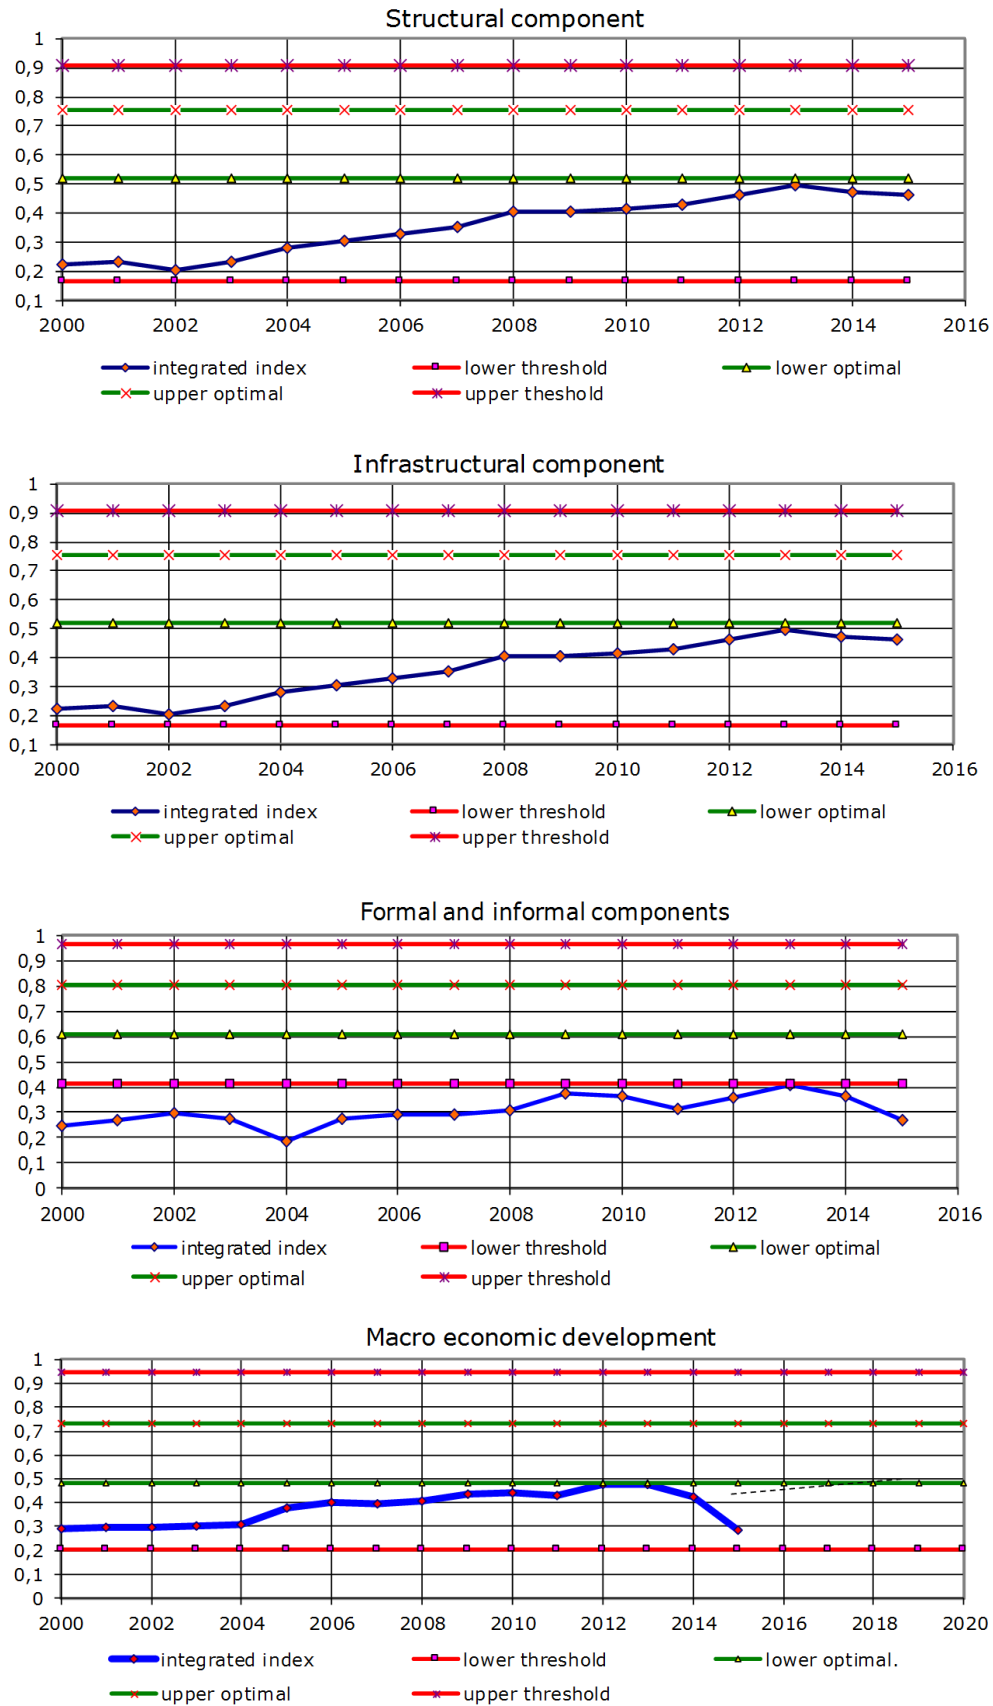 Structural component
1
0,9
0,8
0,7
0,6
0,5
0,4
0,3
0,2
0,1
2000 2002 2004 2006 2008 2010 2012 2014 2016
integrated index lower threshold lower optimal
upper optimal upper theshold
Infrastructural component
1
0,9
0,8
0,7
0,6
0,5
0,4
0,3
0,2
0,1
2000 2002 2004 2006 2008 2010 2012 2014 2016
integrated index lower threshold lower optimal
upper optimal upper threshold
Formal and informal components
1
0,9
0,8
0,7
0,6
0,5
0,4
0,3
0,2
0,1
0
2000 2002 2004 2006 2008 2010 2012 2014 2016
integrated index lower threshold lower optimal
upper optimal upper threshold
Macro economic development
1
0,9
0,8
0,7
0,6
0,5
0,4
0,3
0,2
0,1
0
2000 2002 2004 2006 2008 2010 2012 2014 2016 2018 2020
integrated index lower threshold lower optimal.
upper optimal upper threshold